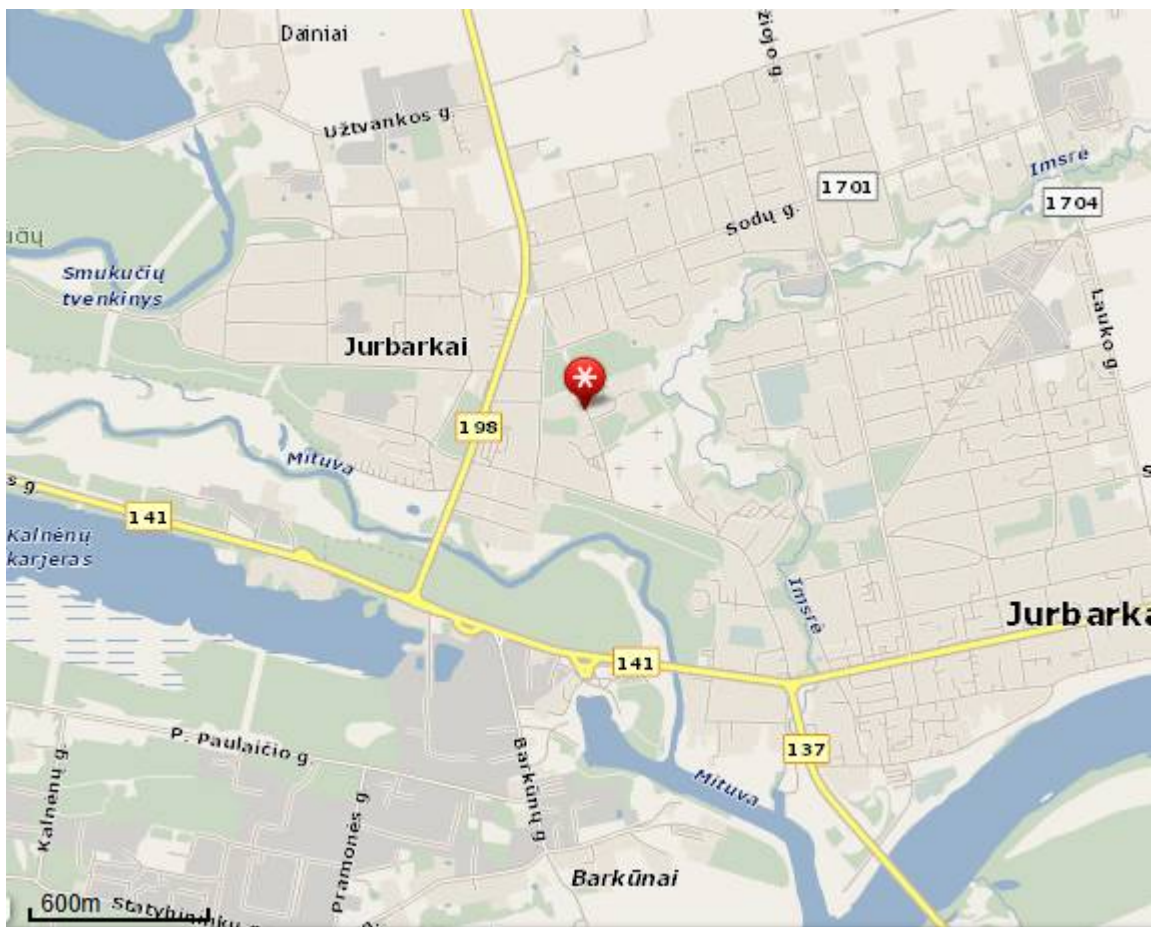 Dainiai
Užtvankos g.
žiojo g.
Imsrė
1701
1704
Sodų g.
Smukučių
tvenkinys
Lauko g.
Jurbarkai
198
Mituva
s g
141
Kalnėnų
karjeras
Imsrė
Jurbarka
141
P. Paulaičio g.
137
Barkūnų g
Mituva
Kalnėnų g.
Pramonės g
Barkūnai
600m